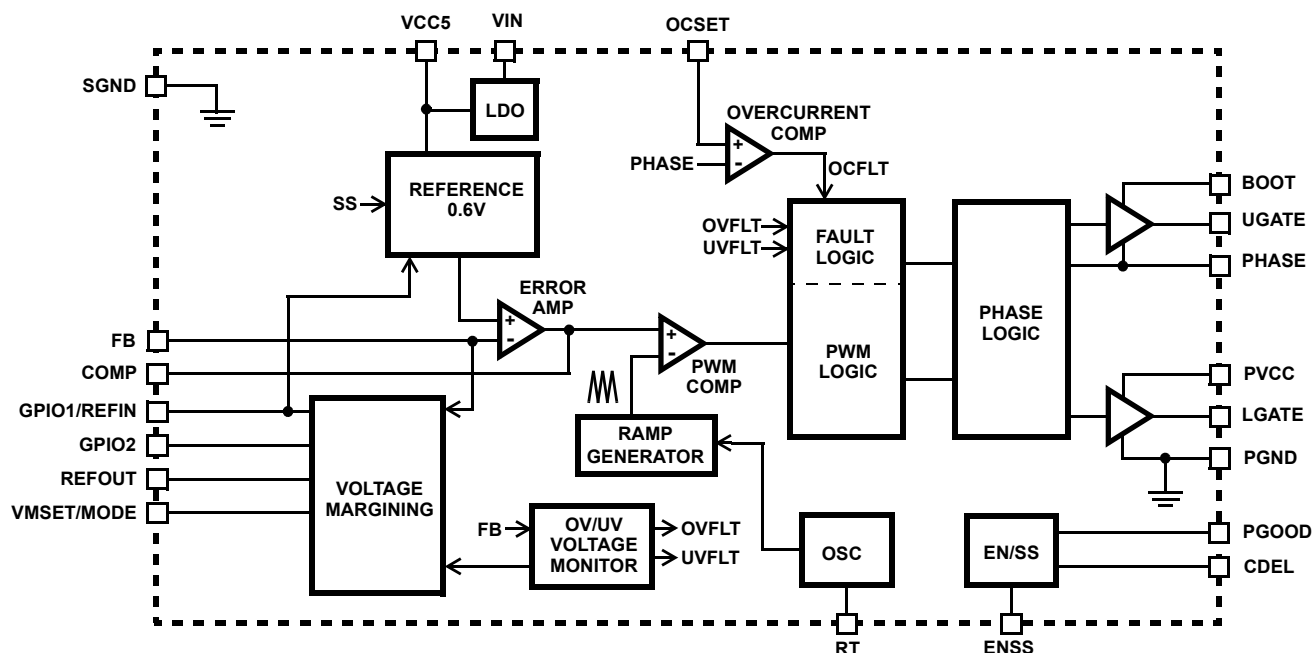 VCC5
VIN
OCSET
SGND
LDO
OVERCURRENT
COMP
+
-
PHASE
OCFLT
REFERENCE
0.6V
SS
OVFLT
UVFLT
FAULT
LOGIC
BOOT
UGATE
PHASE
ERROR
AMP
+
-
+
-
PHASE
LOGIC
FB
COMP
PWM
COMP
PWM
LOGIC
PVCC
GPIO1/REFIN
LGATE
GPIO2
RAMP
GENERATOR
PGND
REFOUT
VOLTAGE
MARGINING
VMSET/MODE
FB
OV/UV
VOLTAGE
MONITOR
OVFLT
UVFLT
OSC
EN/SS
PGOOD
CDEL
RT
ENSS